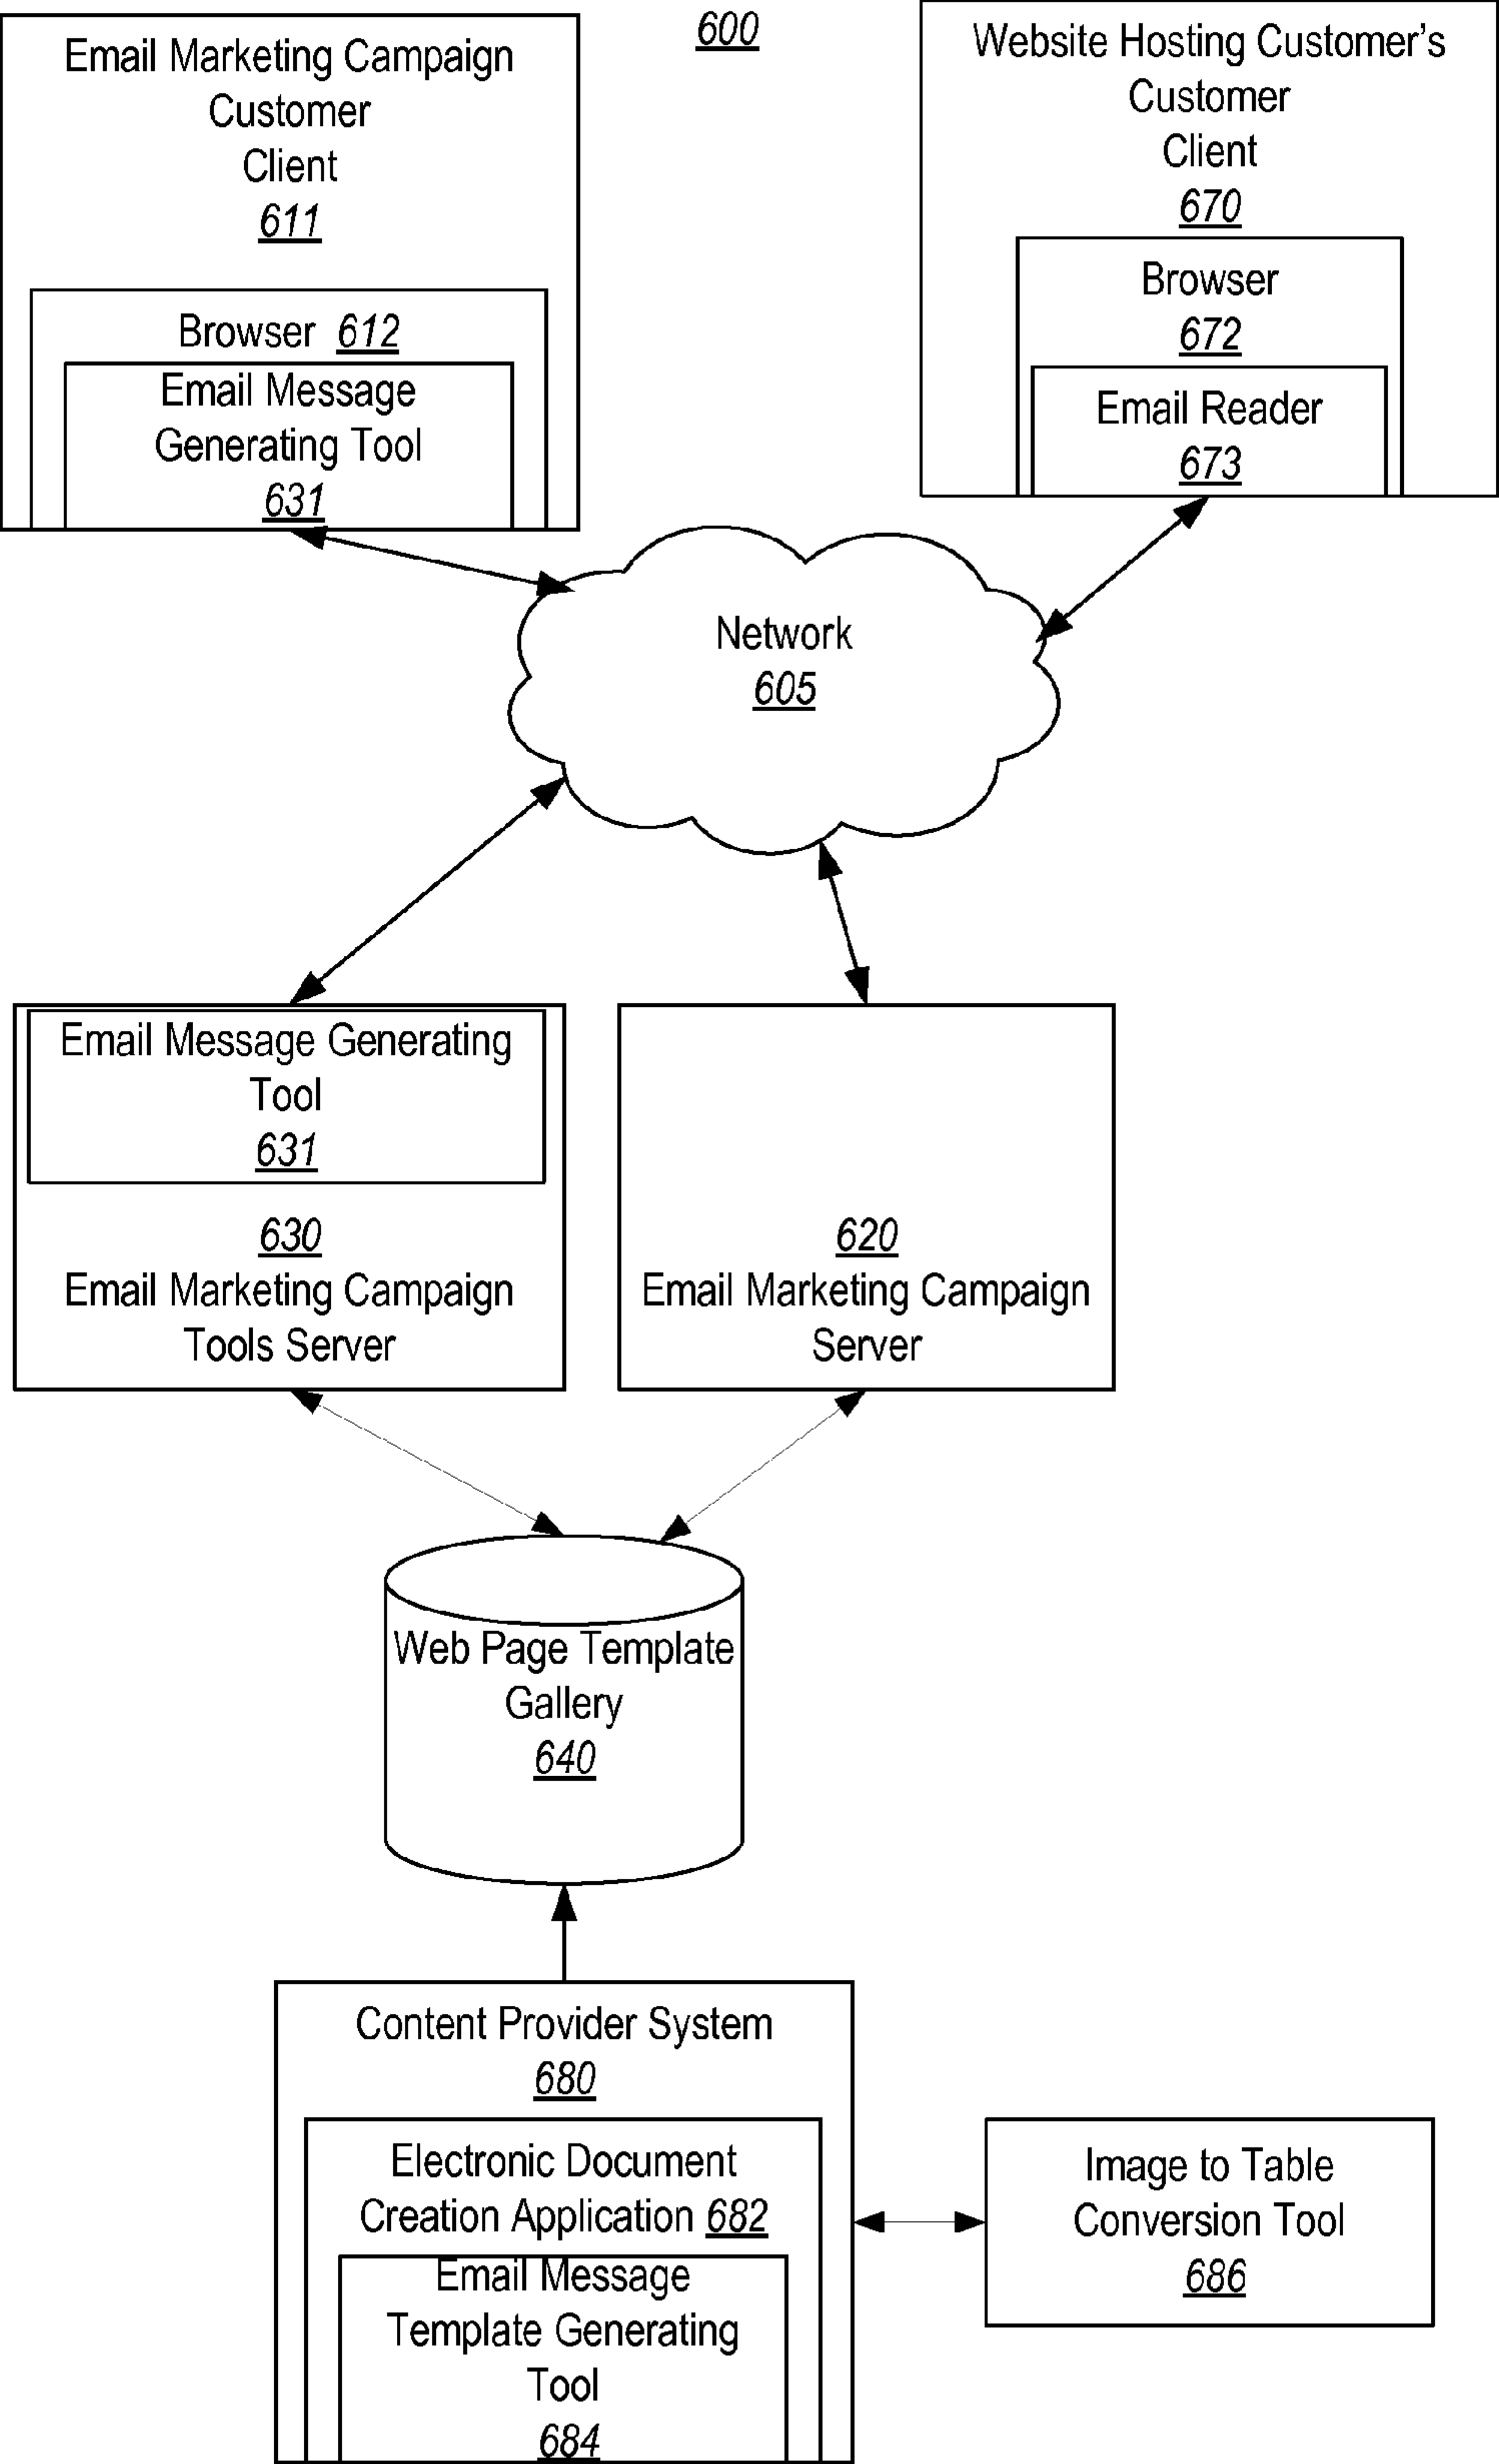 600
Email Marketing Campaign
Customer
Client
611
Browser 612
Email Message
Generating Tool
631
Website Hosting Customer's
Customer
Client
670
Browser
672
Email Reader
673
Network
605
Email Message Generating
Tool
631
630
Email Marketing Campaign
Tools Server
620
Email Marketing Campaign
Server
Web Page Template
Gallery
640
Content Provider System
680
Electronic Document
Creation Application 682
Email Message
Template Generating
Tool
684
Image to Table
Conversion Tool
686